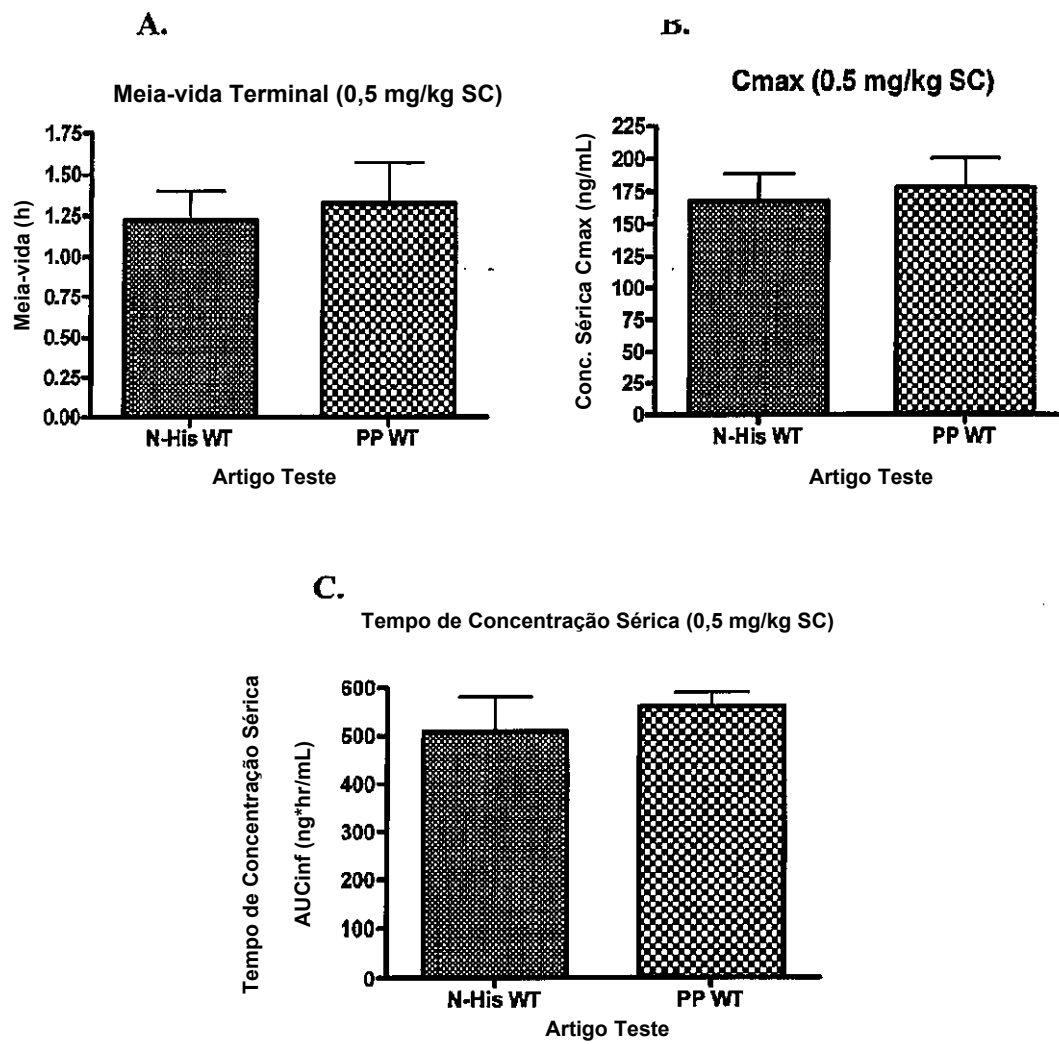 A.
Meia-vida Terminal (0,5 mg/kg SC)
Meia-vida (h)
1.75
1.50
1.25
1.00
0.75
0.50
0.25
0.00
N-His WT
PP WT
Artigo Teste
B.
Cmax (0.5 mg/kg SC)
Conc. Sérica Cmax (ng/mL)
225
200
175
150
125
100
75
50
25
0
N-His WT
PP WT
Artigo Teste
C.
Tempo de Concentração Sérica (0,5 mg/kg SC)
Tempo de Concentração Sérica
AUCinf (ng*hr/mL)
600
500
400
300
200
100
0
N-His WT
PP WT
Artigo Teste